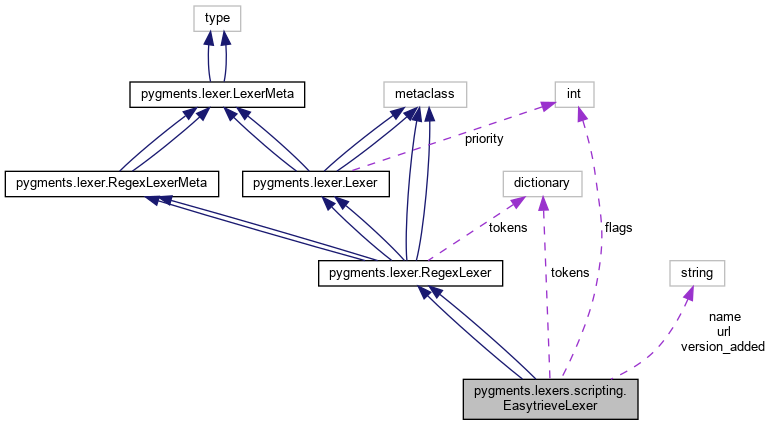 type
pygments.lexer.LexerMeta
metaclass
int
priority
pygments.lexer.RegexLexerMeta
pygments.lexer.Lexer
dictionary
tokens
flags
pygments.lexer.RegexLexer
tokens
string
name
url
version_added
pygments.lexers.scripting.
EasytrieveLexer